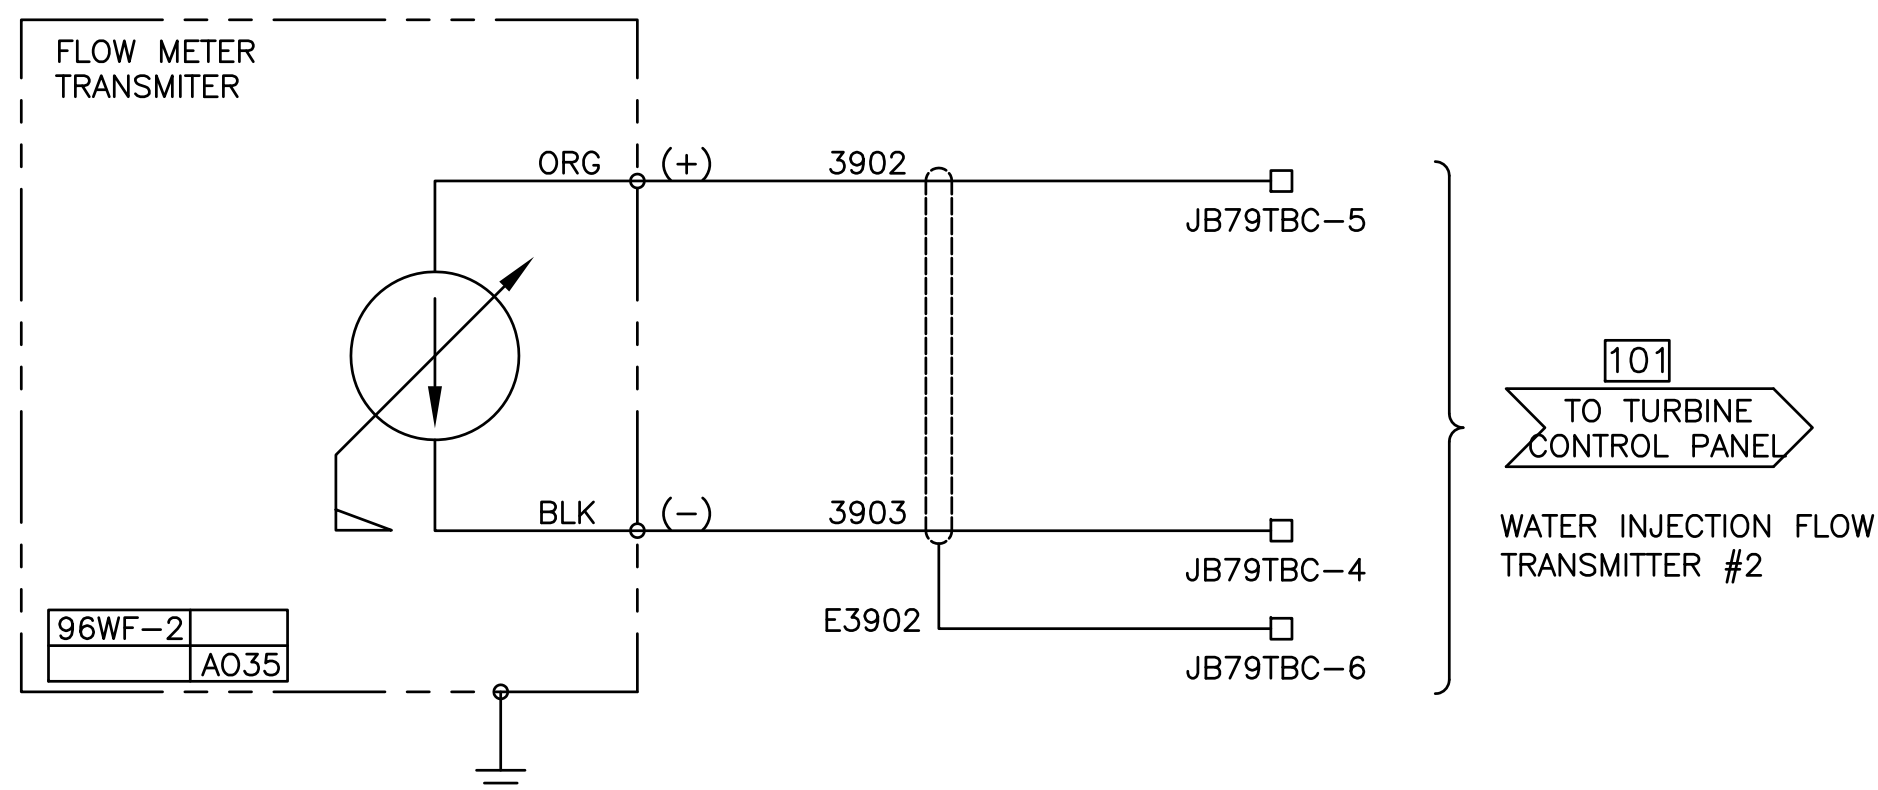 FLOW METER
TRANSMITER
ORG
(+)
3902
JB79TBC-5
101
TO TURBINE
CONTROL PANEL
BLK
(-)
3903
WATER INJECTION FLOW
TRANSMITTER #2
JB79TBC-4
E3902
96WF-2
JB79TBC-6
A035